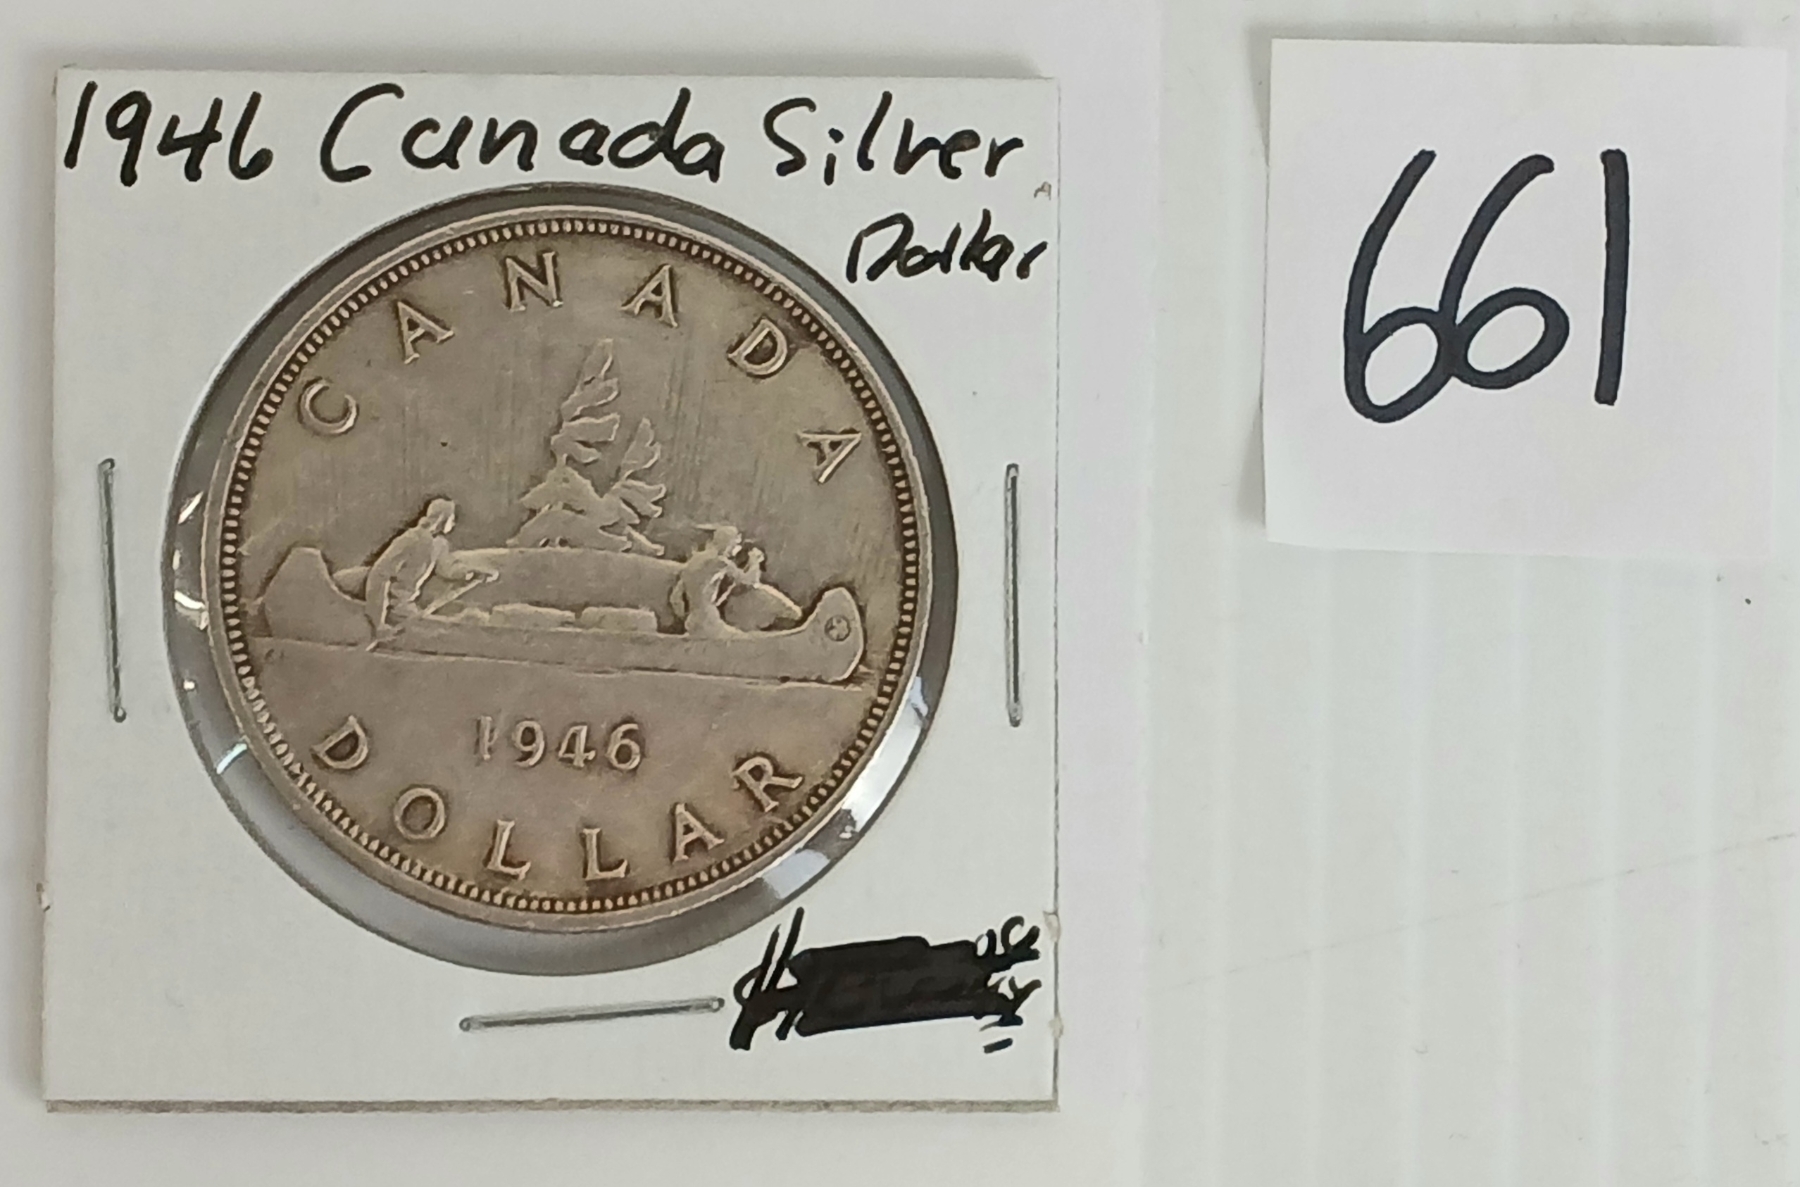 1946 Canada Silver
Dollar
CANADA
1946
DOLLAR
661